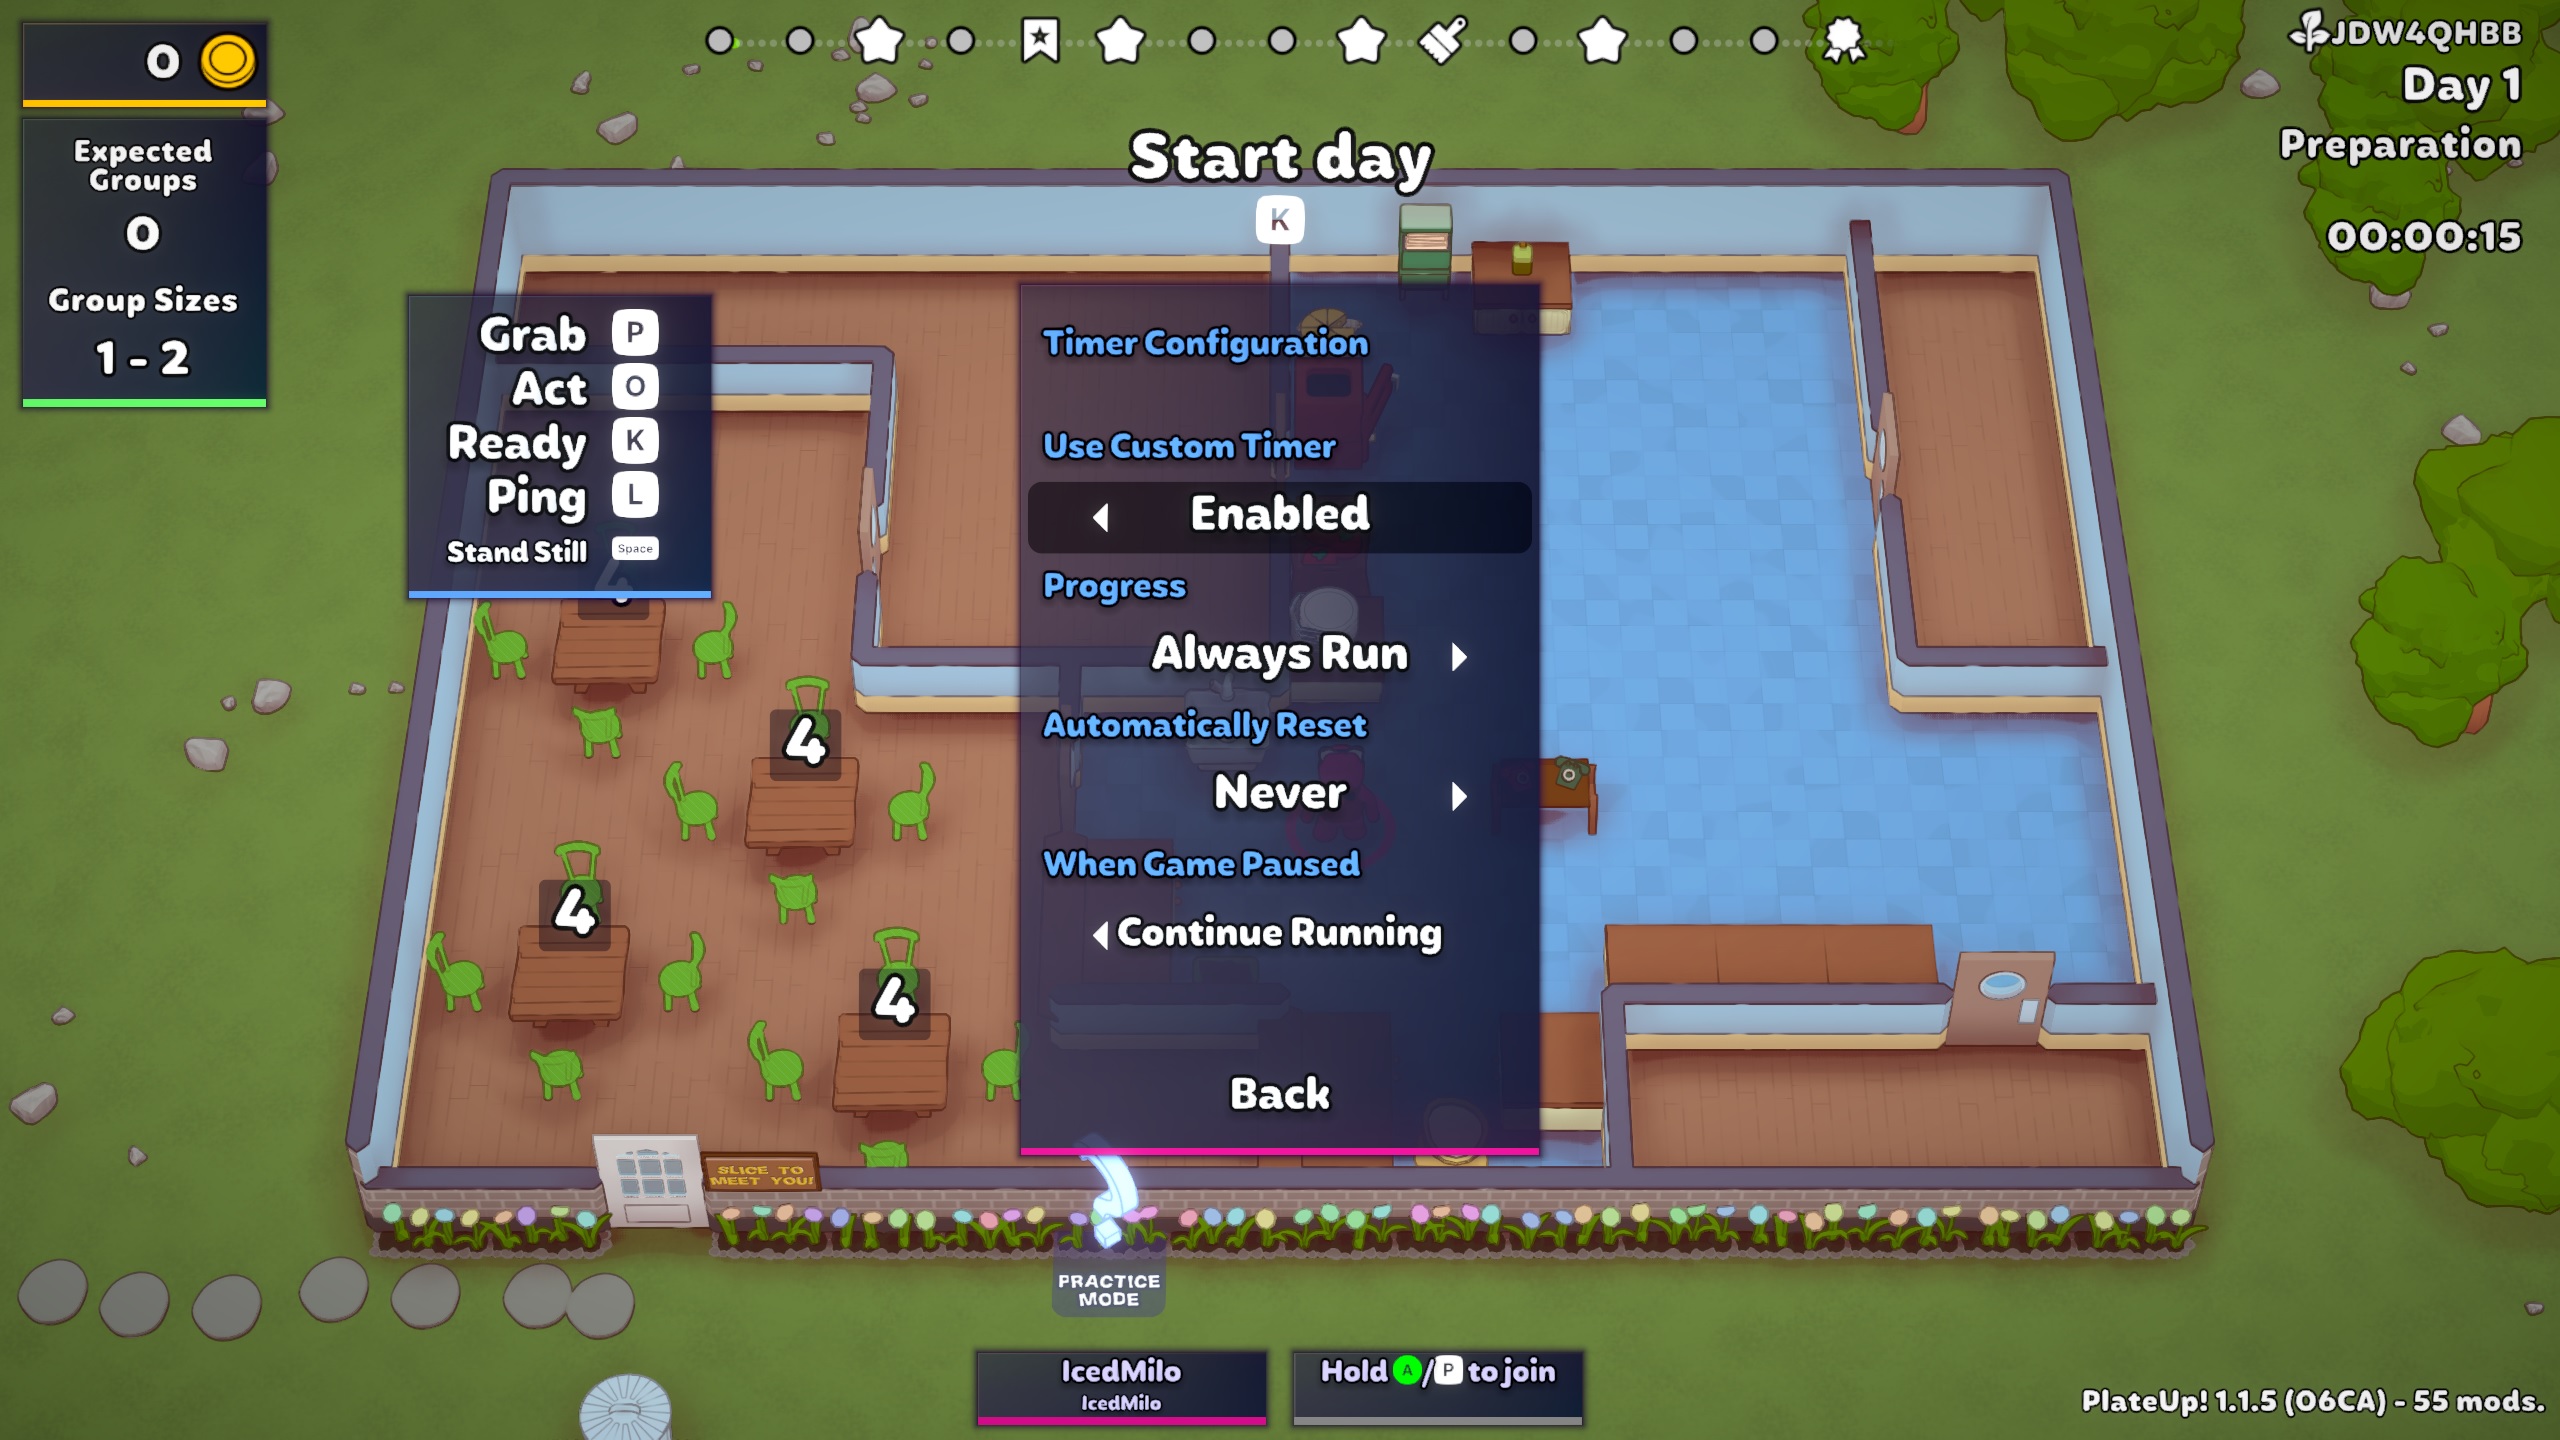 0
Expected
Groups
0
Group Sizes
1 - 2
JDW4QHBB
Day 1
Preparation
00:00:15
Start day
K
Grab P
Act O
Ready K
Ping L
Stand Still Space
Timer Configuration
Use Custom Timer
Enabled
Progress
Always Run
Automatically Reset
Never
When Game Paused
Continue Running
Back
4
4
4
4
SLICE TO
MEET YOU!
PRACTICE
MODE
IcedMilo
IcedMilo
Hold A/P to join
PlateUp! 1.1.5 (06CA) - 55 mods.